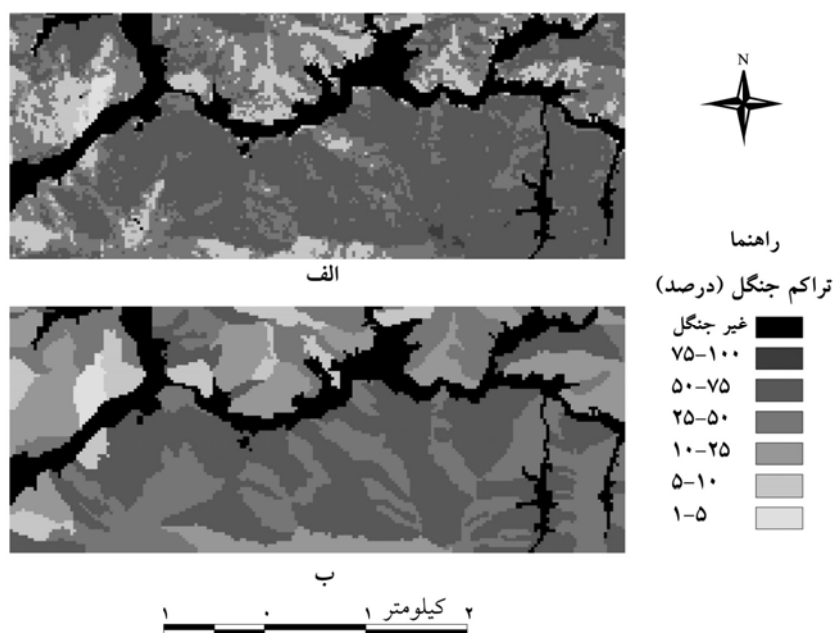 N
الف
راهنما
تراکم جنگل (درصد)
غیر جنگل
۷۵-۱۰۰
۵۰-۷۵
۲۵-۵۰
۱۰-۲۵
۵-۱۰
۱-۵
ب
۱ ۰ ۱ کیلومتر ۲